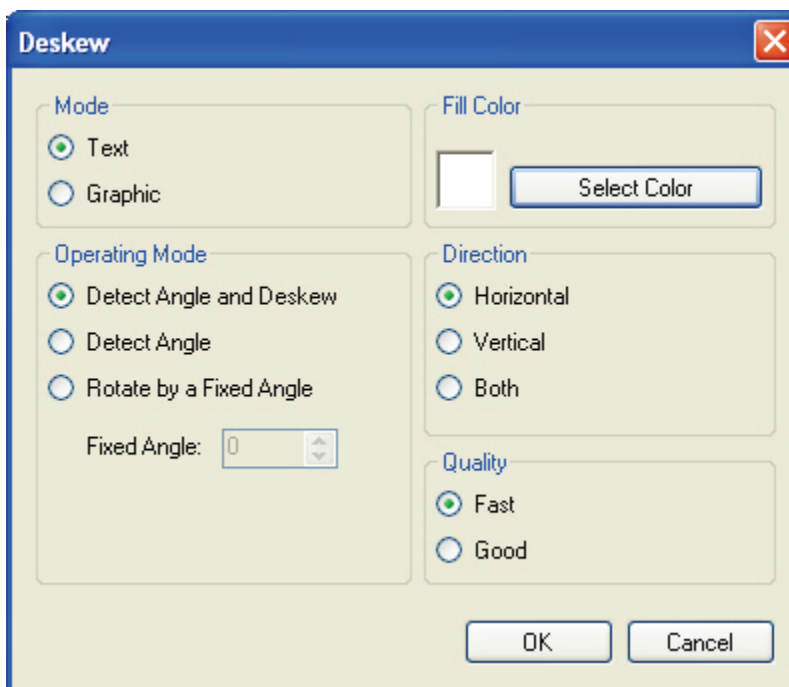 Deskew
Mode
Text
Graphic
Fill Color
Select Color
Operating Mode
Detect Angle and Deskew
Detect Angle
Rotate by a Fixed Angle
Fixed Angle: 0
Direction
Horizontal
Vertical
Both
Quality
Fast
Good
OK Cancel